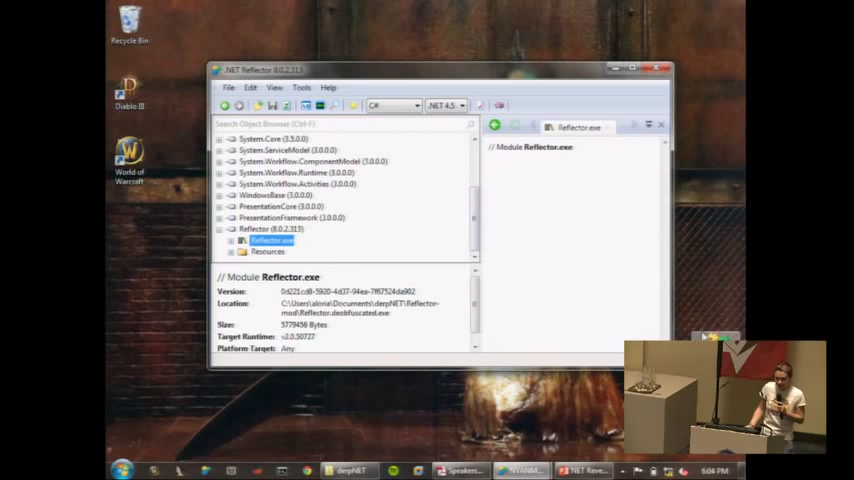 Recycle Bin
Diablo III
World of
Warcraft
.NET Reflector 8.0.2.313
File Edit View Tools Help
C# .NET 4.5
Search Object Browser (Ctrl-F)
System.Core (3.5.0.0)
System.ServiceModel (3.0.0.0)
System.Workflow.ComponentModel (3.0.0.0)
System.Workflow.Runtime (3.0.0.0)
System.Workflow.Activities (3.0.0.0)
WindowsBase (3.0.0.0)
PresentationCore (3.0.0.0)
PresentationFramework (3.0.0.0)
Reflector (8.0.2.313)
Reflector.exe
Resources
Reflector.exe
// Module Reflector.exe
// Module Reflector.exe
Version: 0d221cd8-5920-4d37-94ea-7f67524da902
Location: C:\Users\aloria\Documents\derpNET\Reflector-
mod\Reflector.deobfuscated.exe
Size: 5779456 Bytes
Target Runtime: v2.0.50727
Platform Target: Any
derpNET Speakers... NYANM... .NET Reve... 6:04 PM